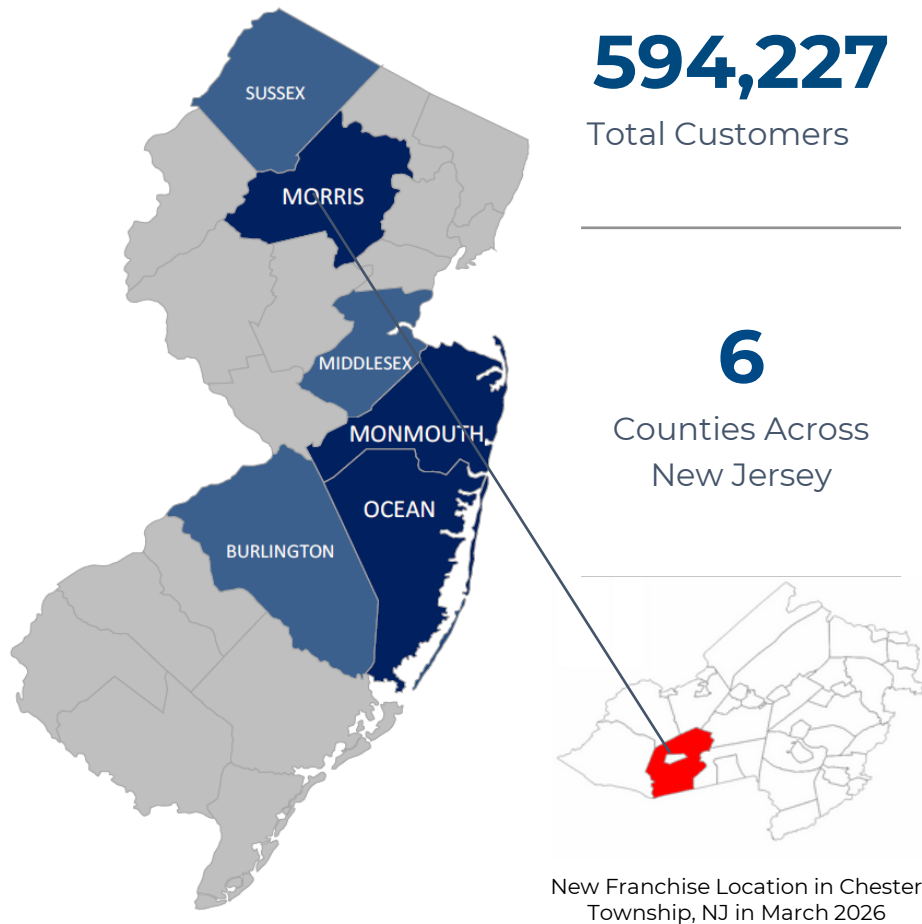 SUSSEX
MORRIS
MIDDLESEX
MONMOUTH
OCEAN
BURLINGTON
594,227
Total Customers
6
Counties Across
New Jersey
New Franchise Location in Chester
Township, NJ in March 2026